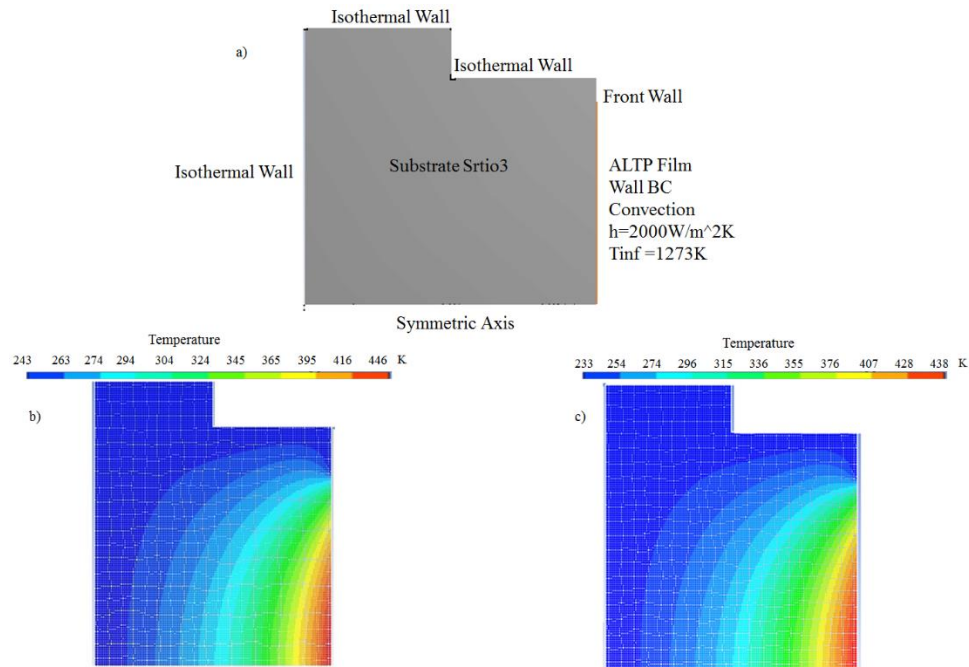 Isothermal Wall
a)
Isothermal Wall
Front Wall
Isothermal Wall
Substrate Srtio3
ALTP Film
Wall BC
Convection
h=2000W/m^2K
Tinf =1273K
Symmetric Axis
Temperature
243 263 274 294 304 324 345 365 395 416 446 K
b)
Temperature
233 254 274 296 314 336 355 376 407 428 438 K
c)